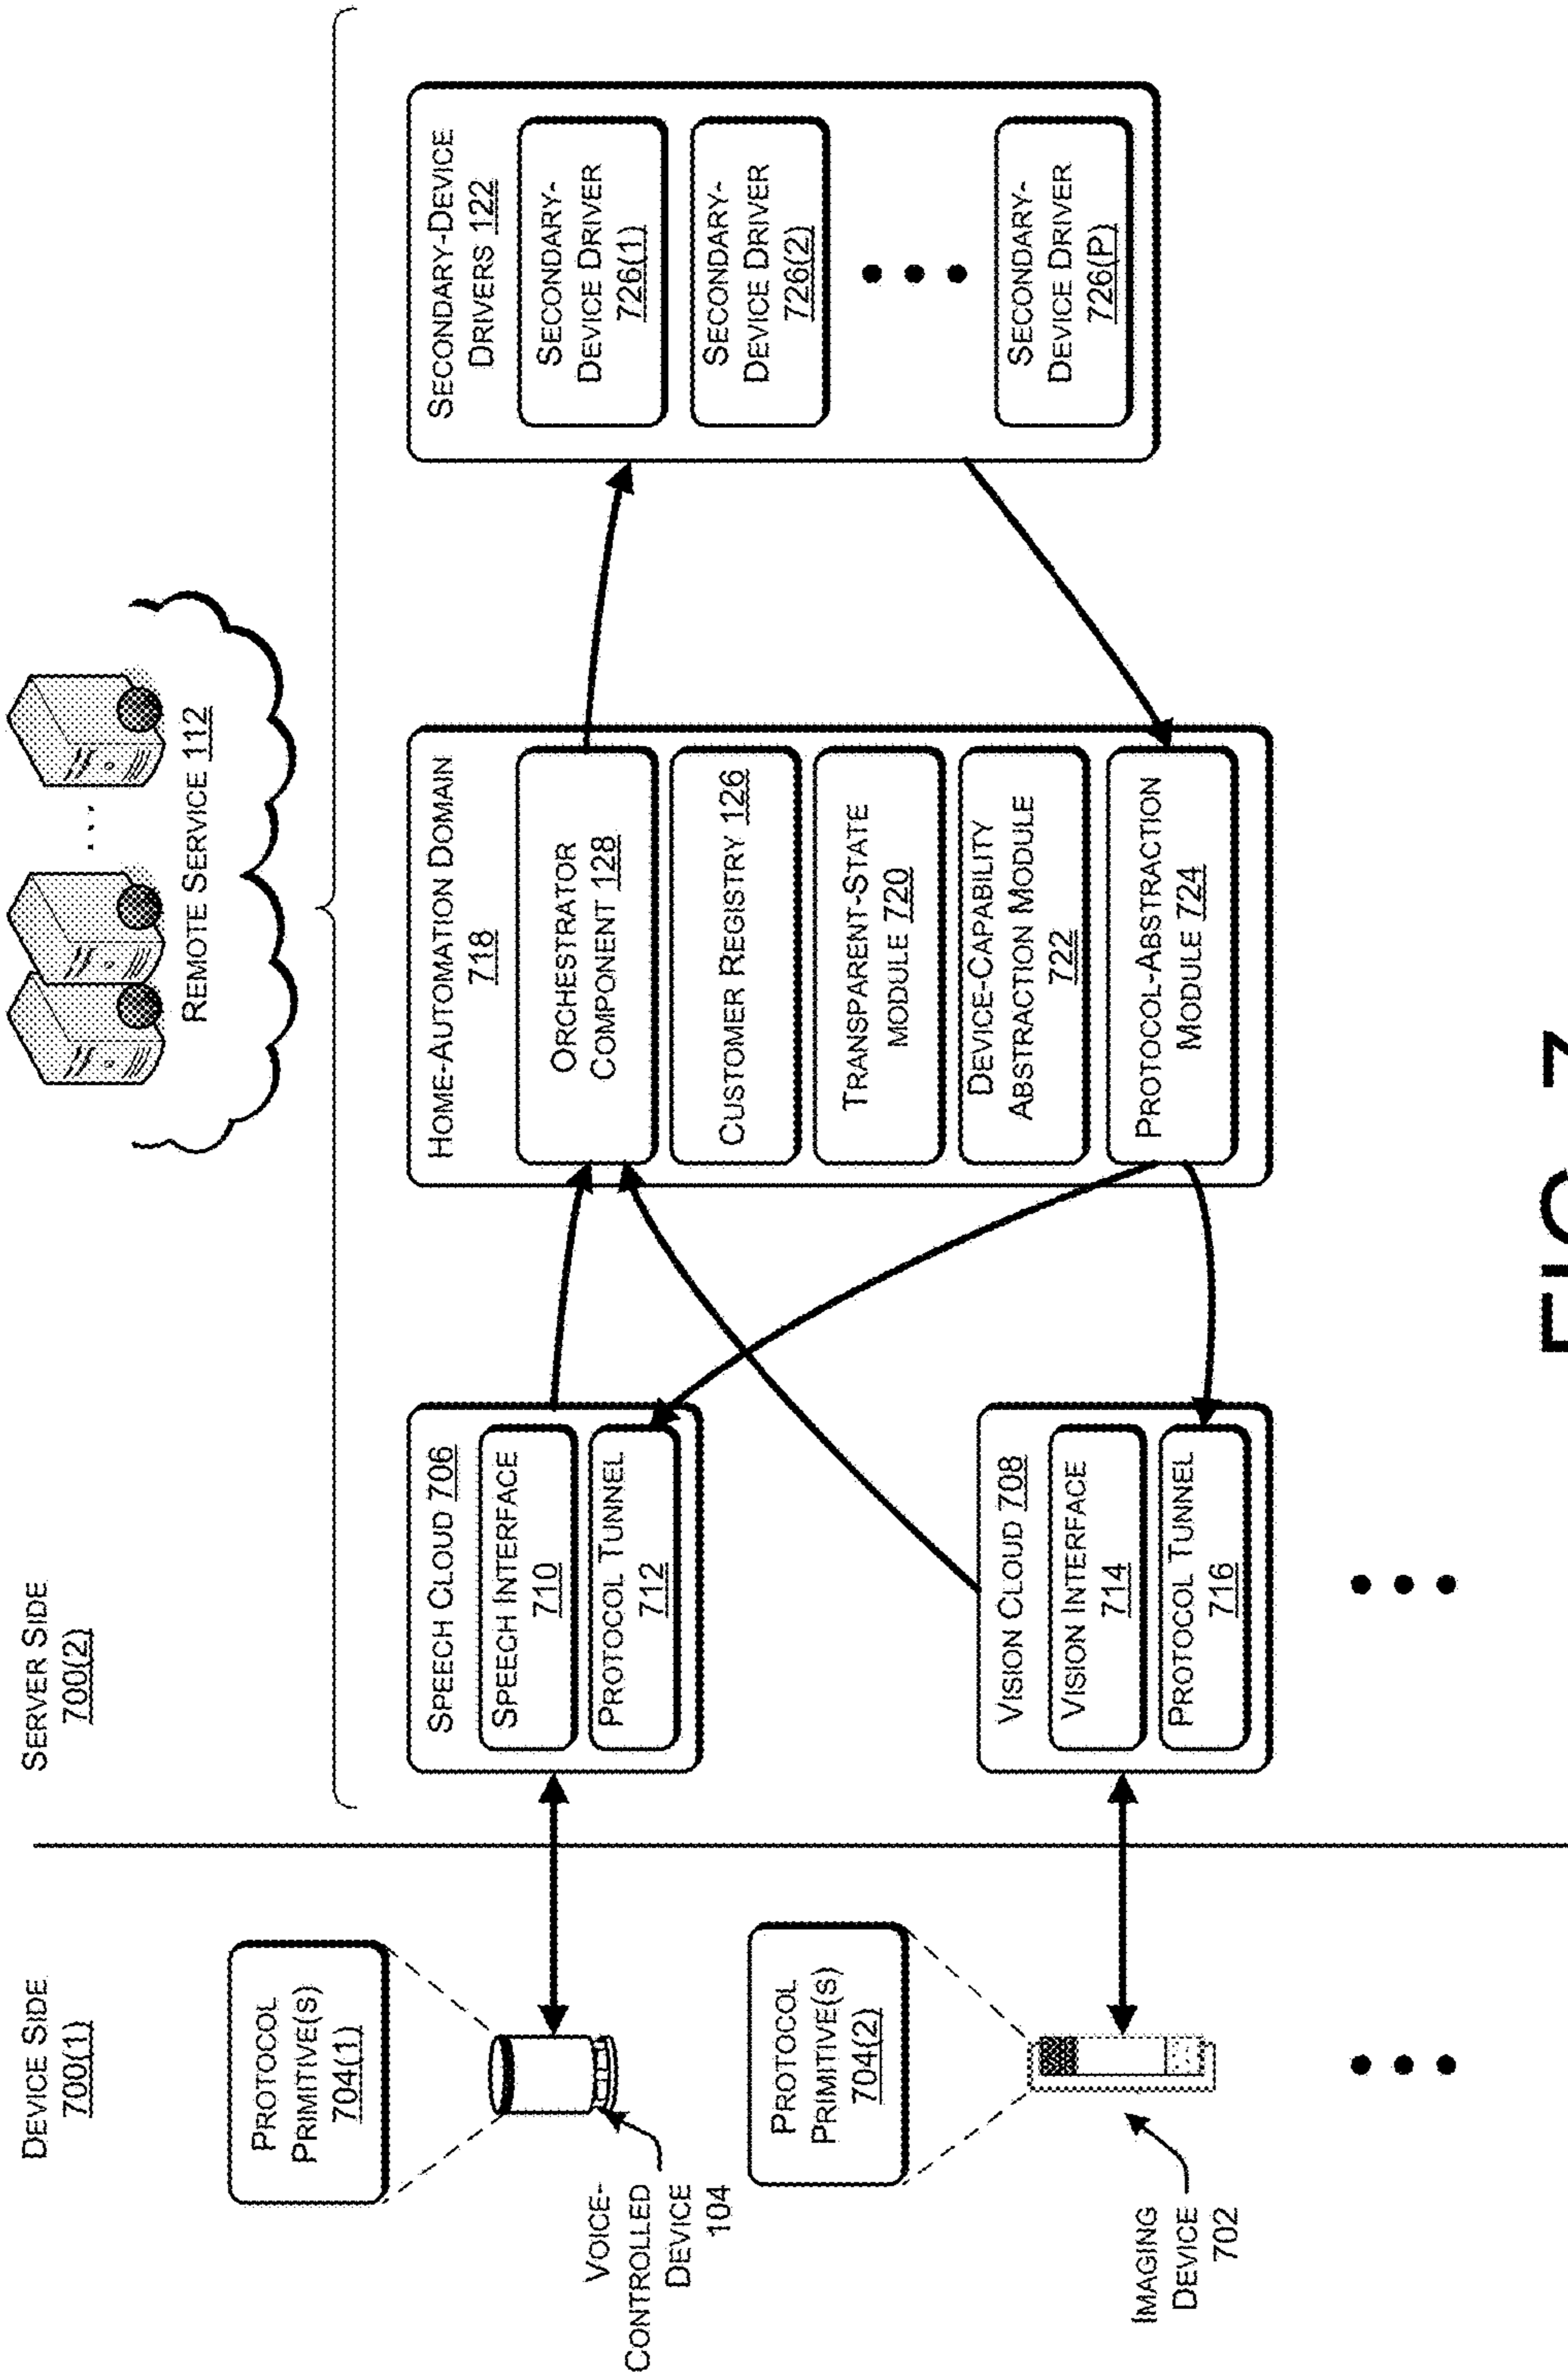 DEVICE SIDE
700(1)
SERVER SIDE
700(2)
REMOTE SERVICE 112
PROTOCOL
PRIMITIVE(S)
704(1)
VOICE-
CONTROLLED
DEVICE
104
PROTOCOL
PRIMITIVE(S)
704(2)
IMAGING
DEVICE
702
SPEECH CLOUD 706
SPEECH INTERFACE
710
PROTOCOL TUNNEL
712
VISION CLOUD 708
VISION INTERFACE
714
PROTOCOL TUNNEL
716
HOME-AUTOMATION DOMAIN
718
ORCHESTRATOR
COMPONENT 128
CUSTOMER REGISTRY 126
TRANSPARENT-STATE
MODULE 720
DEVICE-CAPABILITY
ABSTRACTION MODULE
722
PROTOCOL-ABSTRACTION
MODULE 724
SECONDARY-DEVICE
DRIVERS 122
SECONDARY-
DEVICE DRIVER
726(1)
SECONDARY-
DEVICE DRIVER
726(2)
SECONDARY-
DEVICE DRIVER
726(P)
FIG. 7